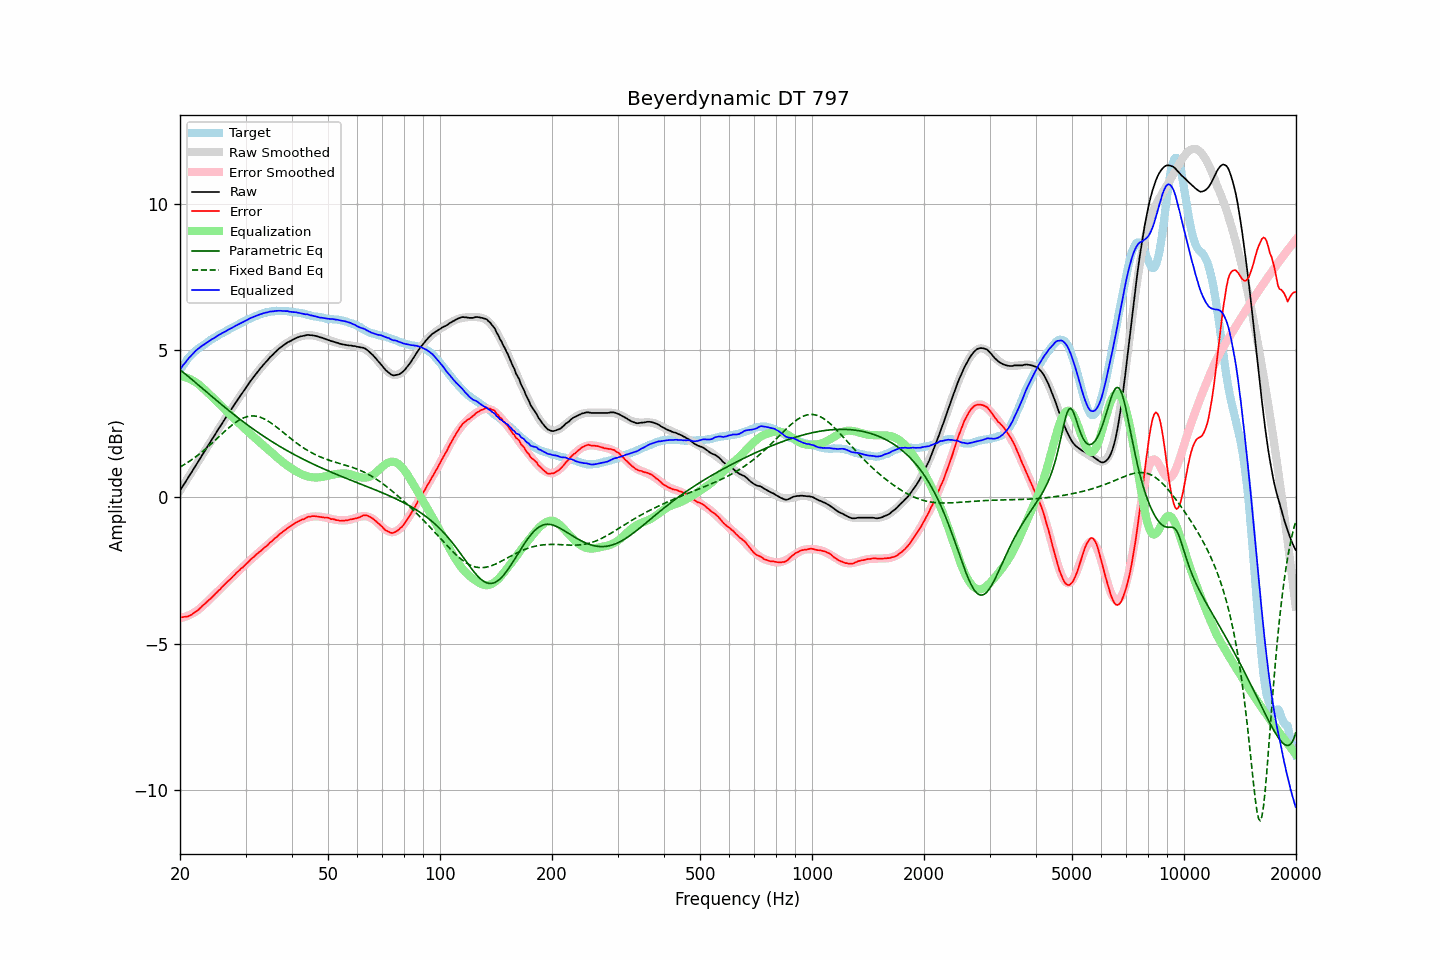 Beyerdynamic DT 797
Target
Raw Smoothed
Error Smoothed
Raw
Error
Equalization
Parametric Eq
Fixed Band Eq
Equalized
Amplitude (dBr)
10
5
0
−5
−10
20 50 100 200 500 1000 2000 5000 10000 20000
Frequency (Hz)